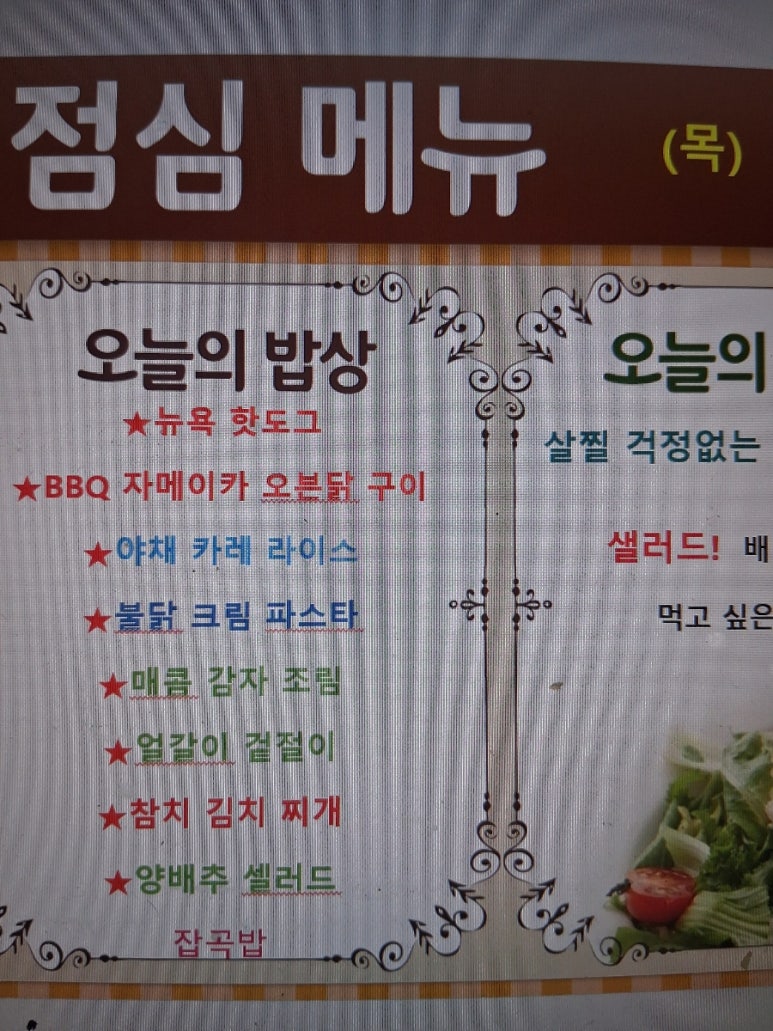 점심 메뉴 (목)
오늘의 밥상
★뉴욕 핫도그
★BBQ 자메이카 오븐닭 구이
★야채 카레 라이스
★불닭 크림 파스타
★매콤 감자 조림
★얼갈이 겉절이
★참치 김치 찌개
★양배추 셀러드
잡곡밥
오늘의
살찔 걱정없는
샐러드! 배
먹고 싶은